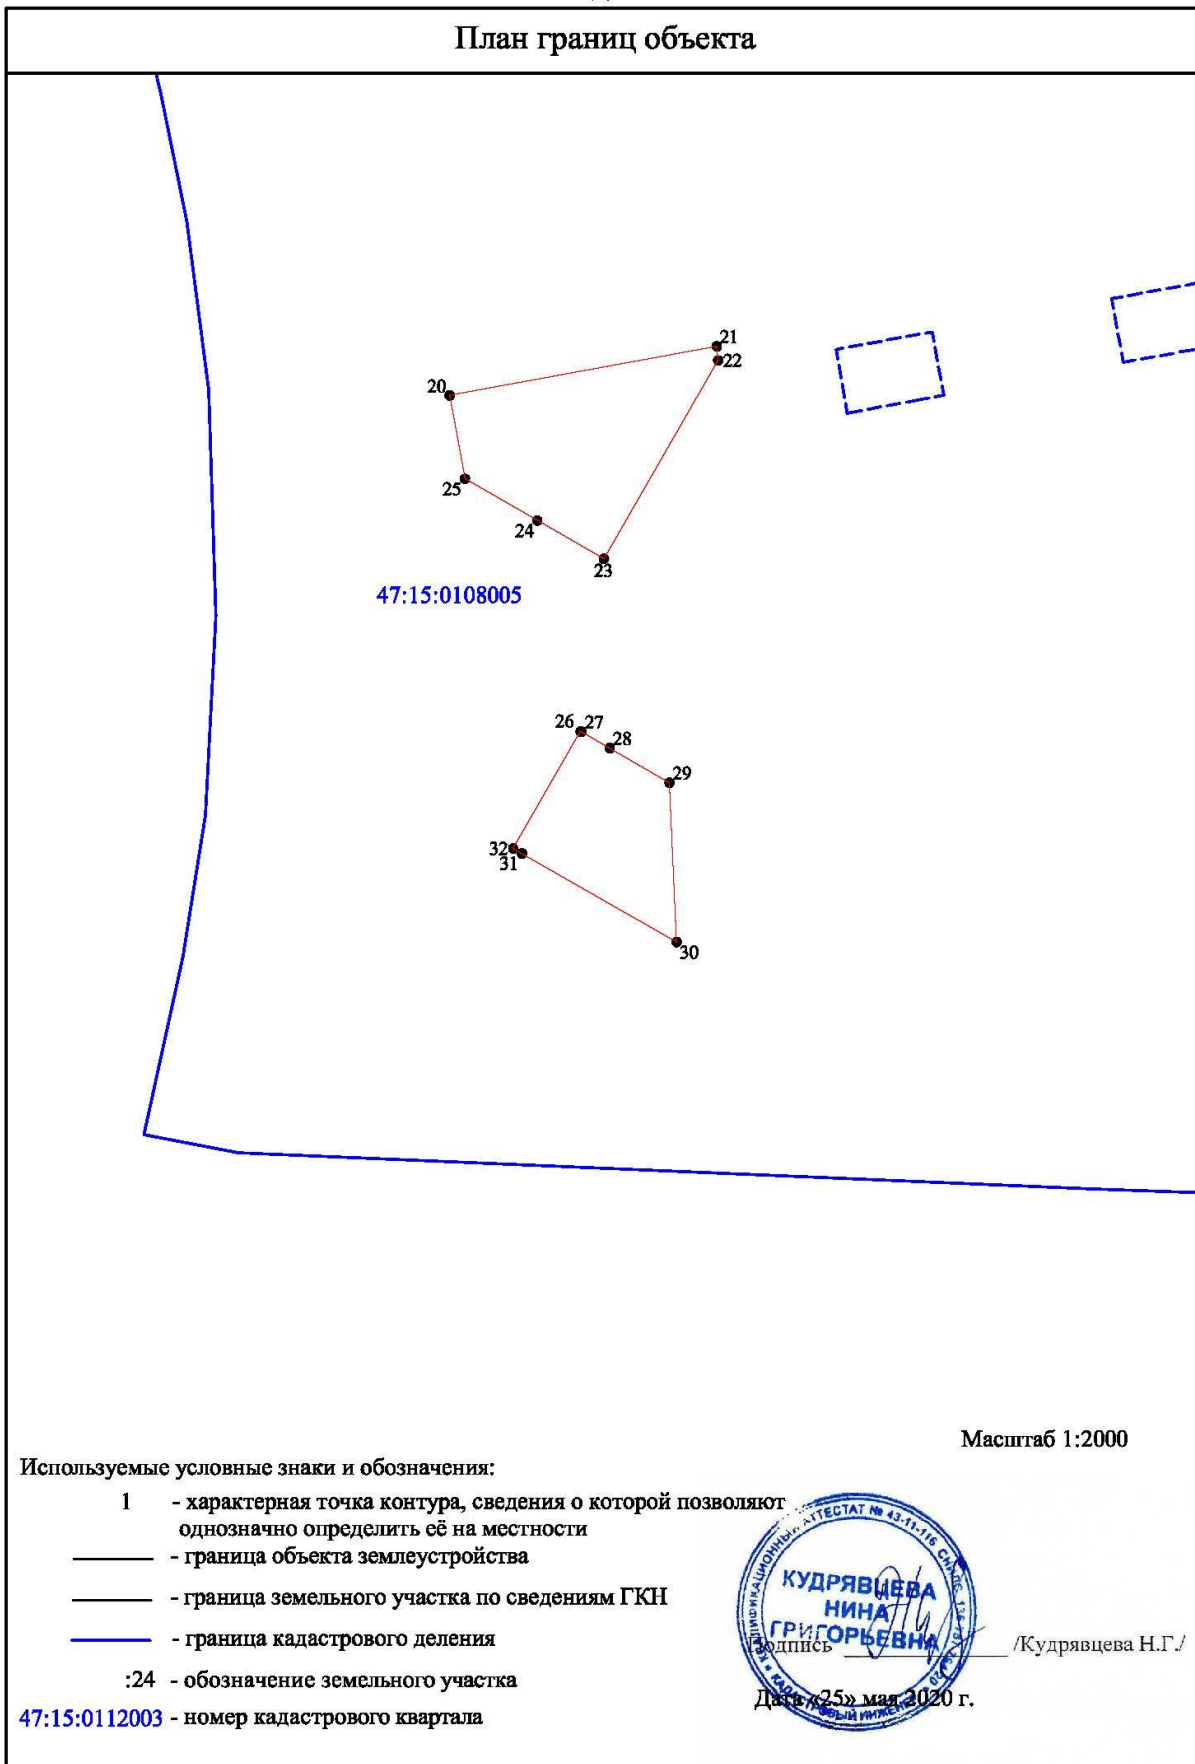 План границ объекта
21
22
20
25
24
23
47:15:0108005
26 27
28
29
32
31
30
Масштаб 1:2000
Используемые условные знаки и обозначения:
1 - характерная точка контура, сведения о которой позволяют
однозначно определить её на местности
- граница объекта землеустройства
- граница земельного участка по сведениям ГКН
- граница кадастрового деления
:24 - обозначение земельного участка
47:15:0112003 - номер кадастрового квартала
КУДРЯВЦЕВА
НИНА
ГРИГОРЬЕВНА
Подпись /Кудрявцева Н.Г./
Дата «25» мая 2020 г.